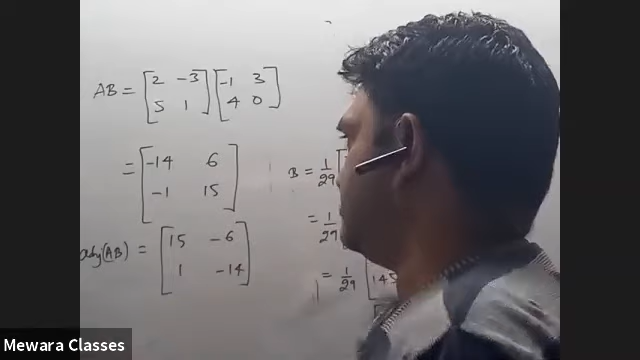 AB = [2 -3 5 1] [-1 3 4 0]
= [-14 6 -1 15]
adj(AB) = [15 -6 1 -14]
B = 1/29 [
= 1/29 [
= 1/29 [145
Mewara Classes